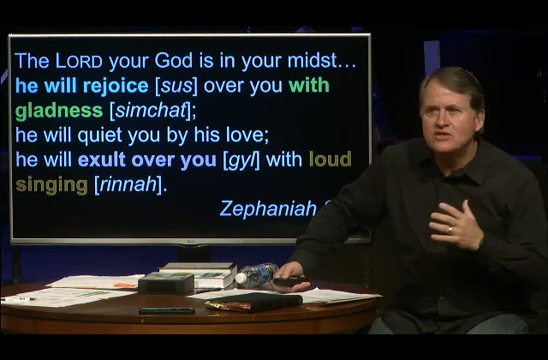 The LORD your God is in your midst…
he will rejoice [sus] over you with
gladness [simchat];
he will quiet you by his love;
he will exult over you [gyl] with loud
singing [rinnah].
Zephaniah